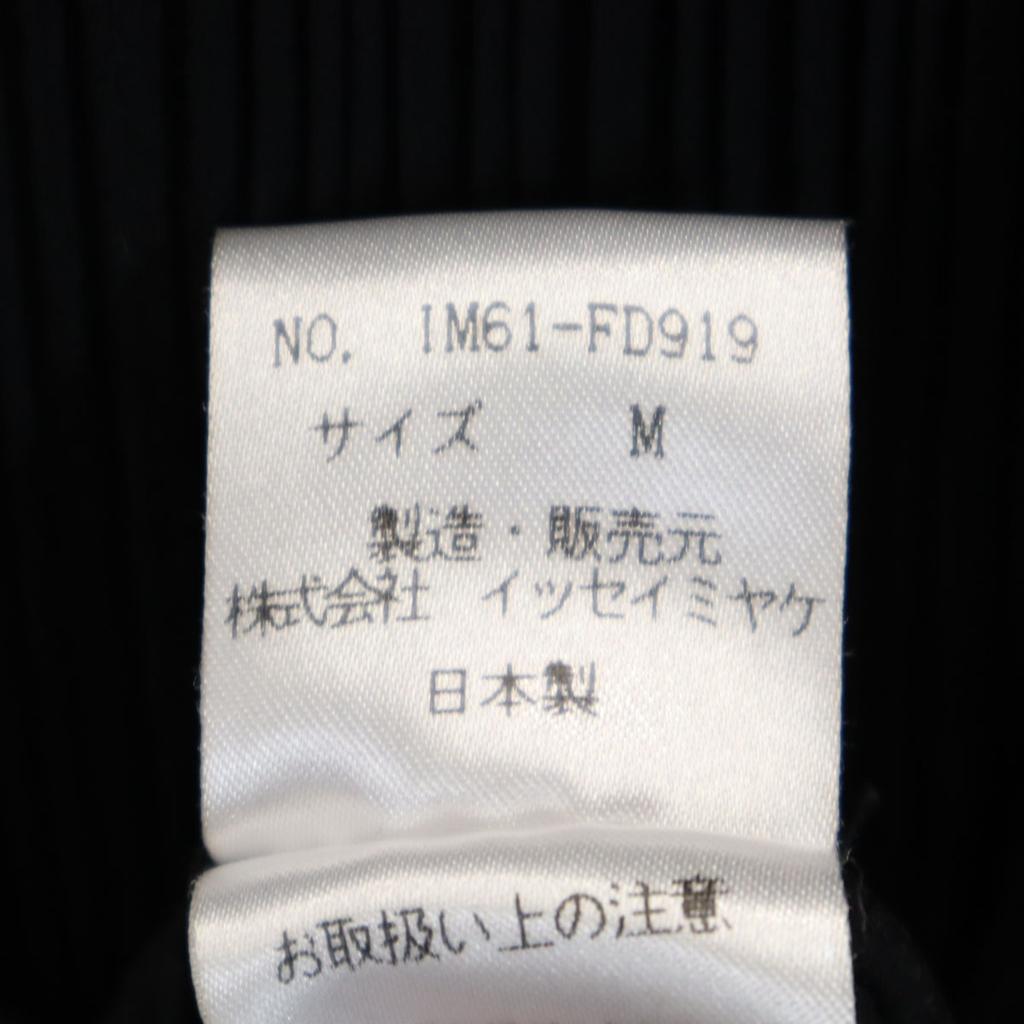 NO. IM61-FD919
サイズ M
製造・販売元
株式会社 イッセイミヤケ
日本製
お取扱い上の注意